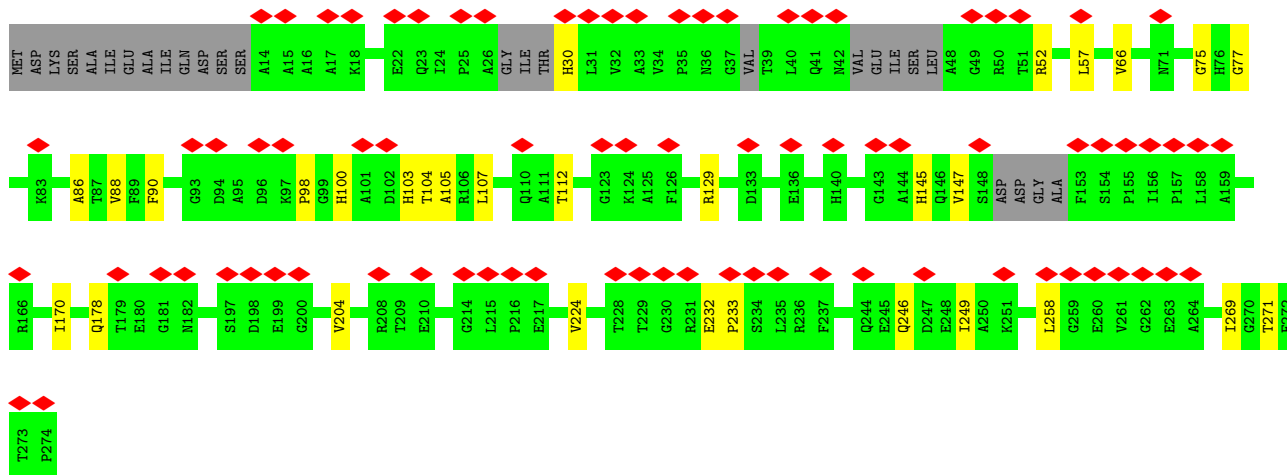 MET ASP LYS SER ALA ILE GLU ALA ILE GLN ASP SER SER A14 A15 A16 A17 K18 E22 Q23 I24 P25 A26 GLY ILE THR H30 L31 V32 A33 V34 P35 N36 G37 VAL T39 L40 Q41 N42 VAL GLU ILE SER LEU A48 G49 R50 T51 R52 L57 V66 N71 G75 H76 G77
K83 A86 T87 V88 F89 F90 G93 D94 A95 D96 K97 P98 G99 H100 A101 D102 H103 T104 A105 R106 L107 Q110 A111 T112 G123 K124 A125 F126 R129 D133 E136 H140 G143 A144 H145 Q146 V147 S148 ASP ASP GLY ALA F153 S154 P155 I156 P157 L158 A159
R166 I170 Q178 T179 E180 G181 N182 S197 D198 E199 G200 V204 R208 T209 E210 G214 L215 P216 E217 V224 T228 T229 G230 R231 E232 P233 S234 L235 R236 F237 Q244 E245 Q246 D247 E248 I249 A250 K251 L258 G259 E260 V261 G262 E263 A264 I269 G270 T271
T273 P274